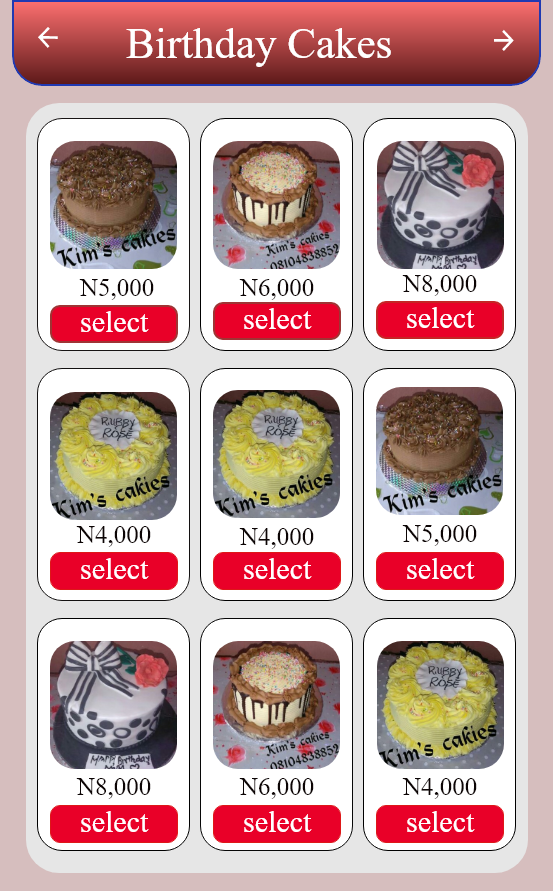 Birthday Cakes
Kim's cakies
N5,000
select
Kim's cakies
08104838852
N6,000
select
Happy Birthday
N8,000
select
RUBBY
ROSE
Kim's cakies
N4,000
select
RUBBY
ROSE
Kim's cakies
N4,000
select
Kim's cakies
N5,000
select
Happy Birthday
N8,000
select
Kim's cakies
08104838852
N6,000
select
RUBBY
ROSE
Kim's cakies
N4,000
select